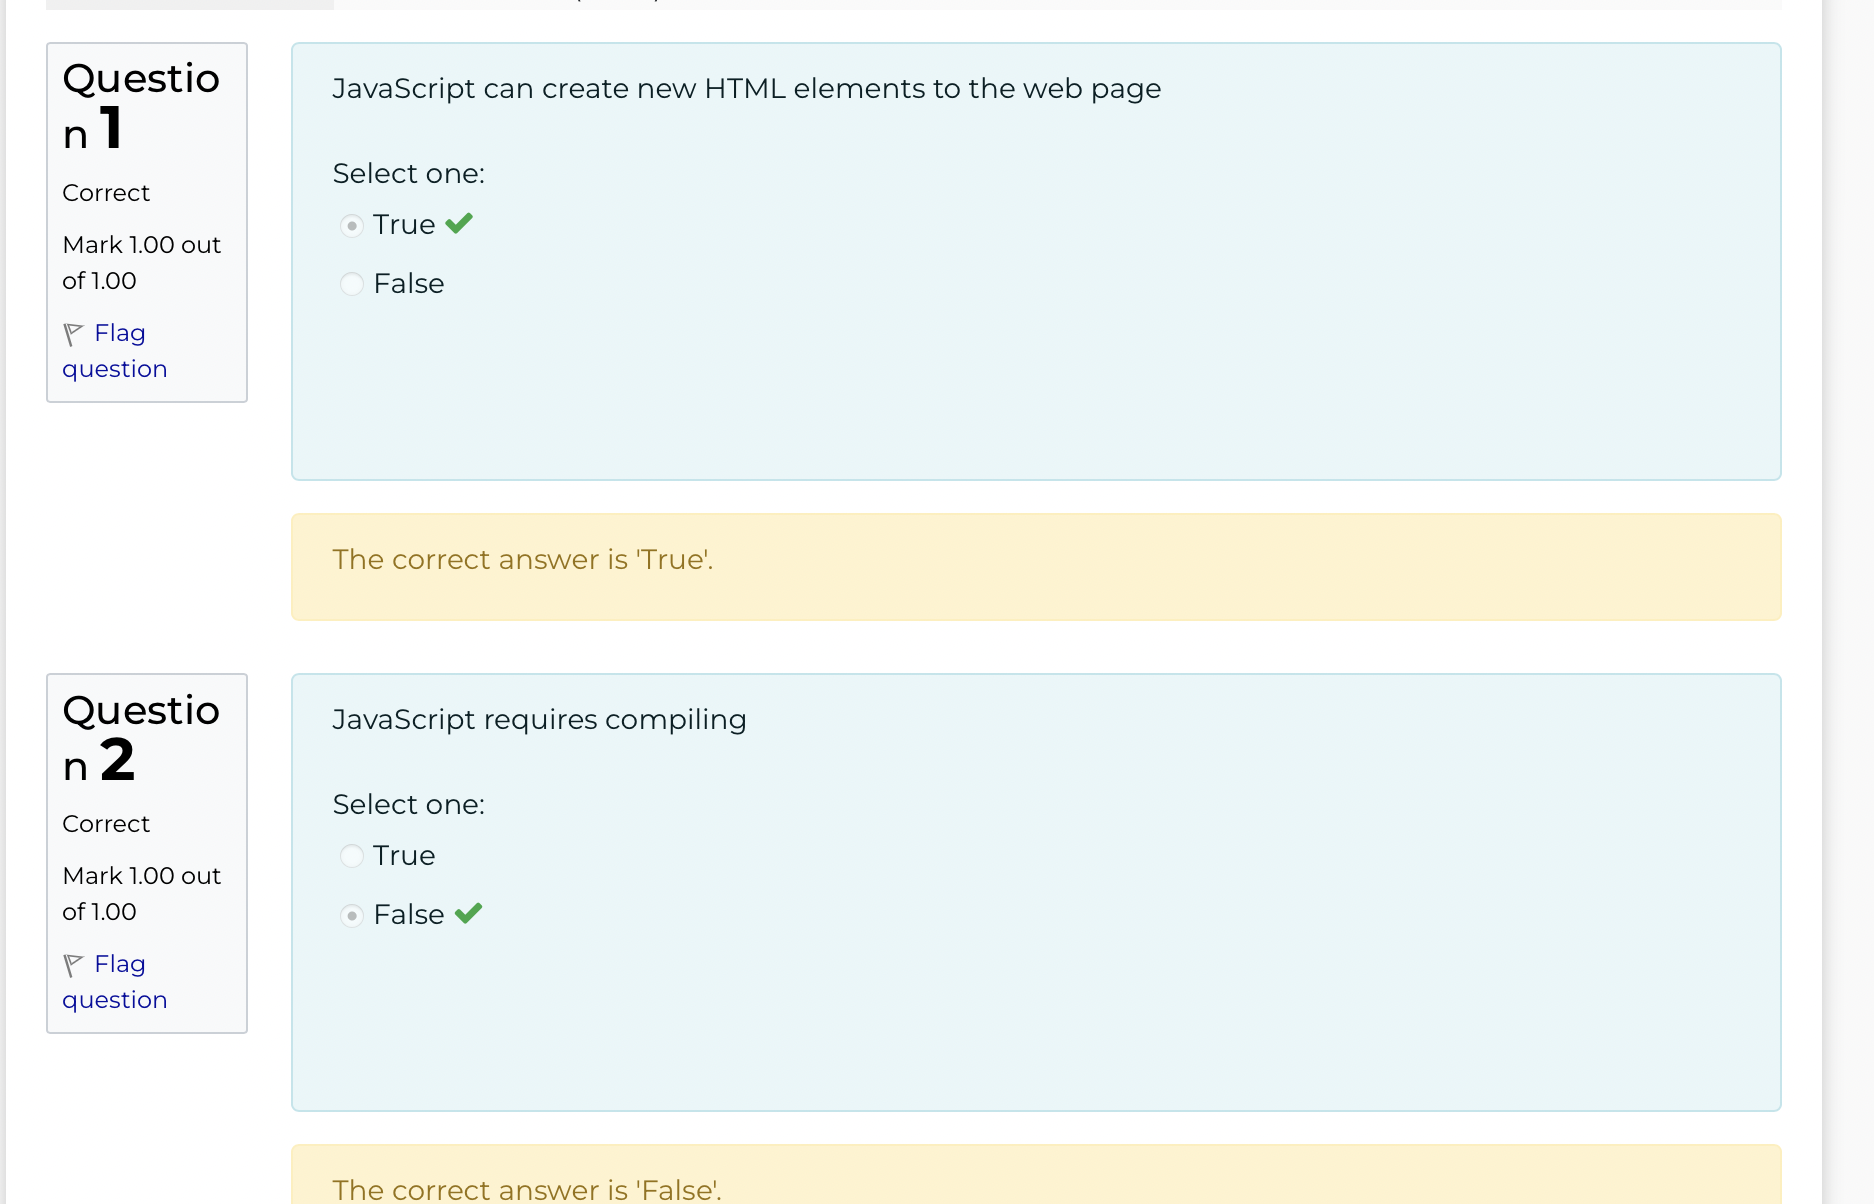 Questio
n 1
Correct
Mark 1.00 out
of 1.00
Flag
question
JavaScript can create new HTML elements to the web page
Select one:
True
False
The correct answer is 'True'.
Questio
n 2
Correct
Mark 1.00 out
of 1.00
Flag
question
JavaScript requires compiling
Select one:
True
False
The correct answer is 'False'.